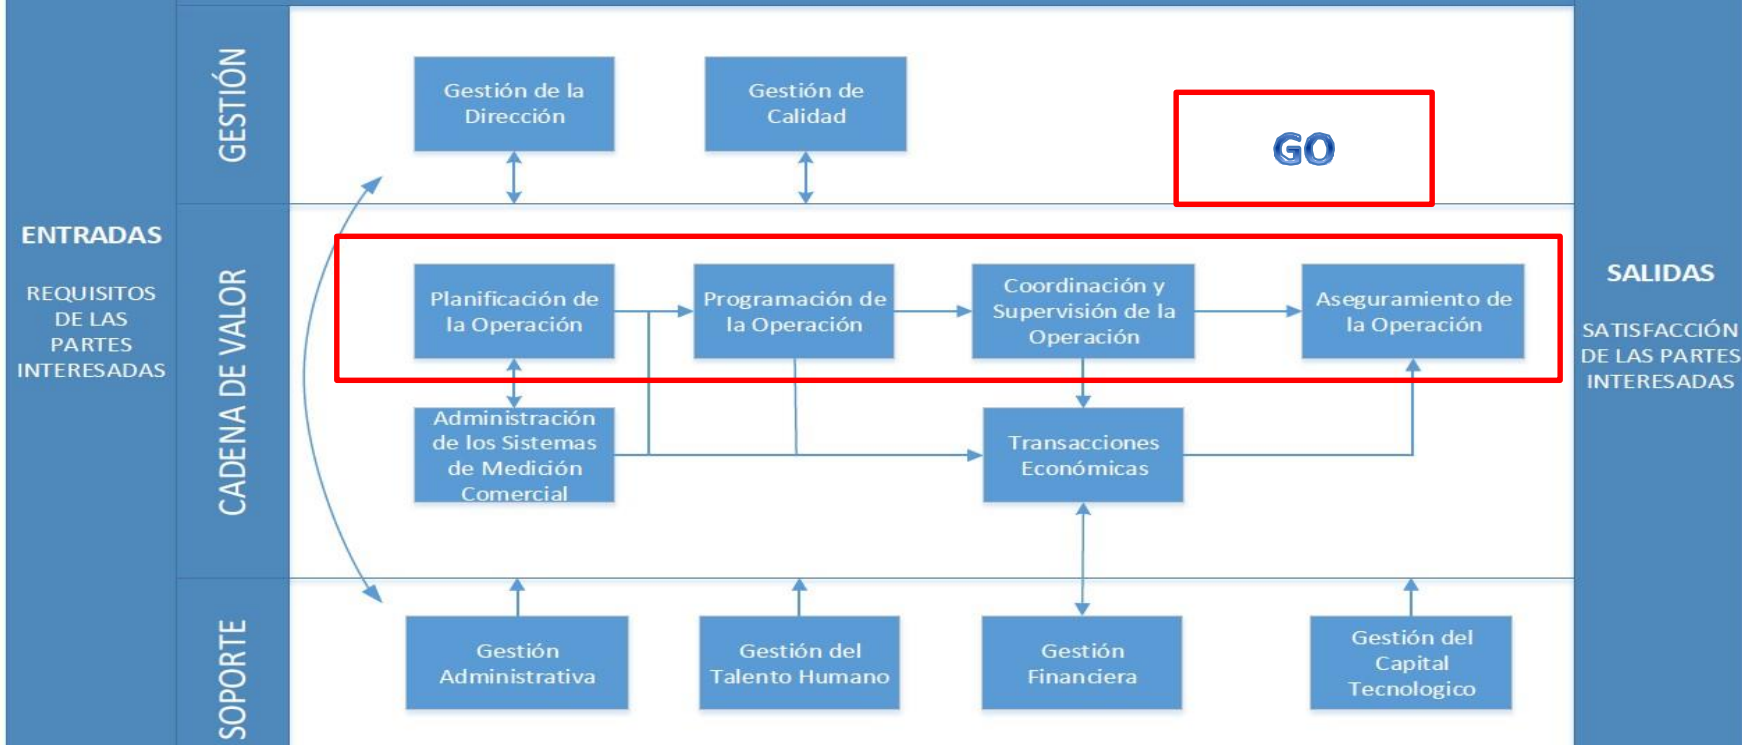 GESTIÓN
Gestión de la
Dirección
Gestión de
Calidad
GO
ENTRADAS
REQUISITOS
DE LAS
PARTES
INTERESADAS
CADENA DE VALOR
Planificación de
la Operación
Programación de
la Operación
Coordinación y
Supervisión de la
Operación
Aseguramiento de
la Operación
Administración
de los Sistemas
de Medición
Comercial
Transacciones
Económicas
SALIDAS
SATISFACCIÓN
DE LAS PARTES
INTERESADAS
SOPORTE
Gestión
Administrativa
Gestión del
Talento Humano
Gestión
Financiera
Gestión del
Capital
Tecnologico